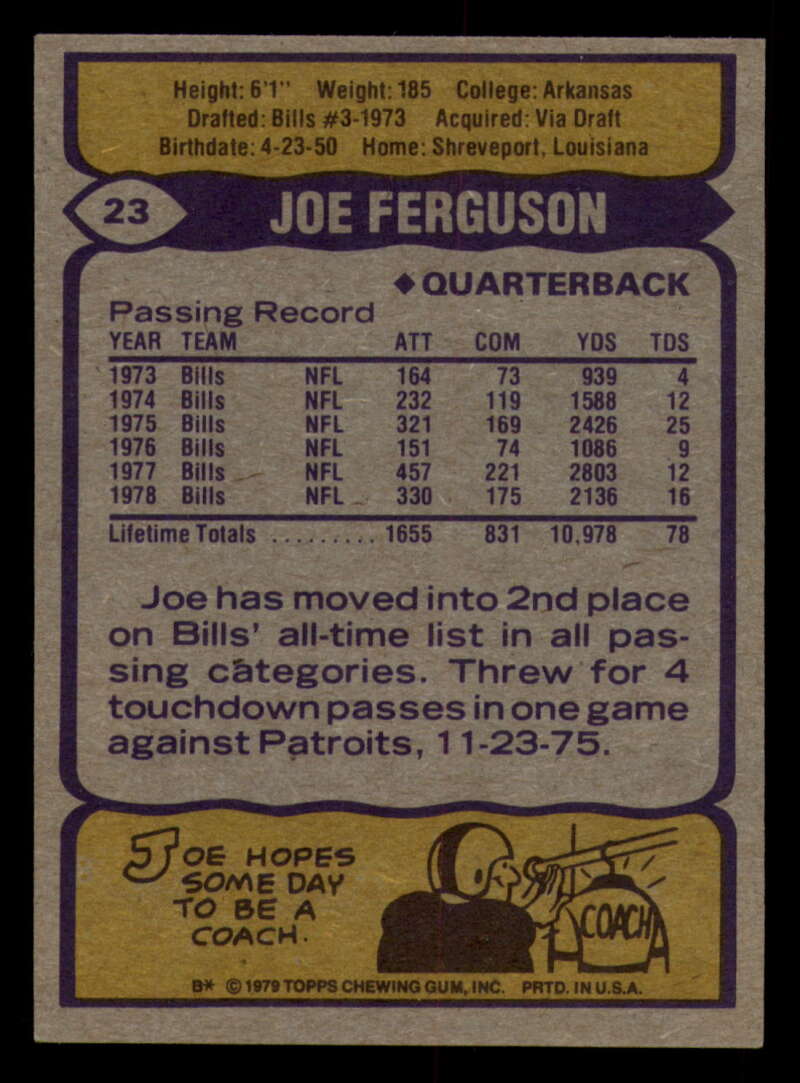 Height: 6'1" Weight: 185 College: Arkansas
Drafted: Bills #3-1973 Acquired: Via Draft
Birthdate: 4-23-50 Home: Shreveport, Louisiana
23 JOE FERGUSON
◆ QUARTERBACK
Passing Record
YEAR TEAM ATT COM YDS TDS
1973 Bills NFL 164 73 939 4
1974 Bills NFL 232 119 1588 12
1975 Bills NFL 321 169 2426 25
1976 Bills NFL 151 74 1086 9
1977 Bills NFL 457 221 2803 12
1978 Bills NFL 330 175 2136 16
Lifetime Totals ......... 1655 831 10,978 78
Joe has moved into 2nd place
on Bills' all-time list in all pas-
sing categories. Threw for 4
touchdown passes in one game
against Patroits, 11-23-75.
JOE HOPES
SOME DAY
TO BE A
COACH.
COACH
B* © 1979 TOPPS CHEWING GUM, INC. PRTD. IN U.S.A.